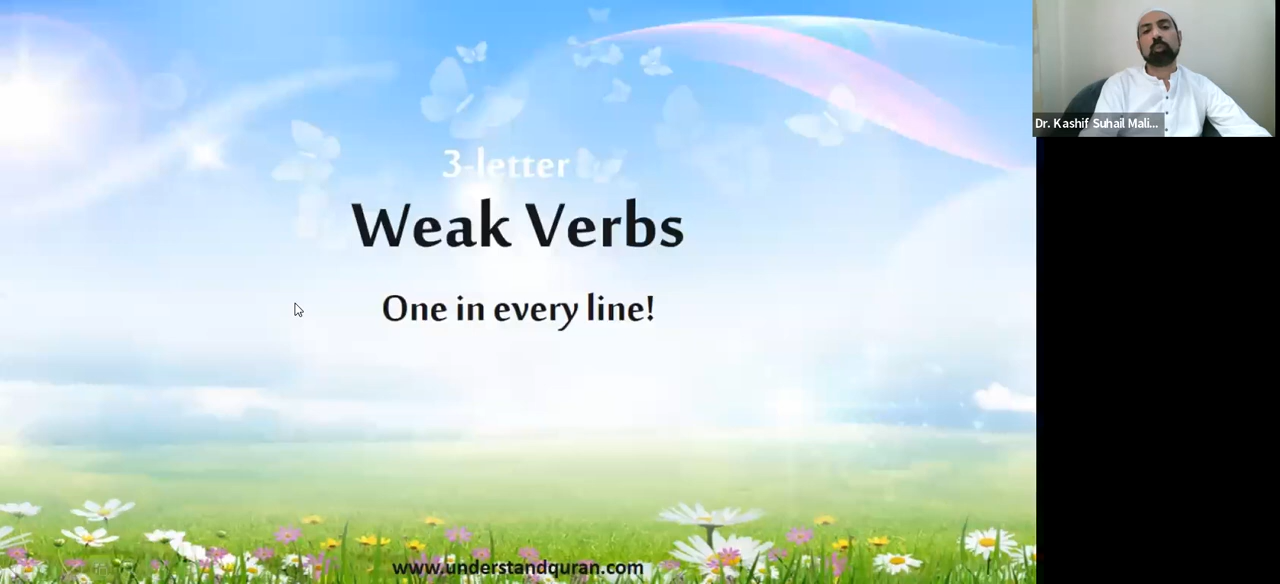 3-letter
Weak Verbs
One in every line!
www.understandquran.com
Dr. Kashif Suhail Mali...